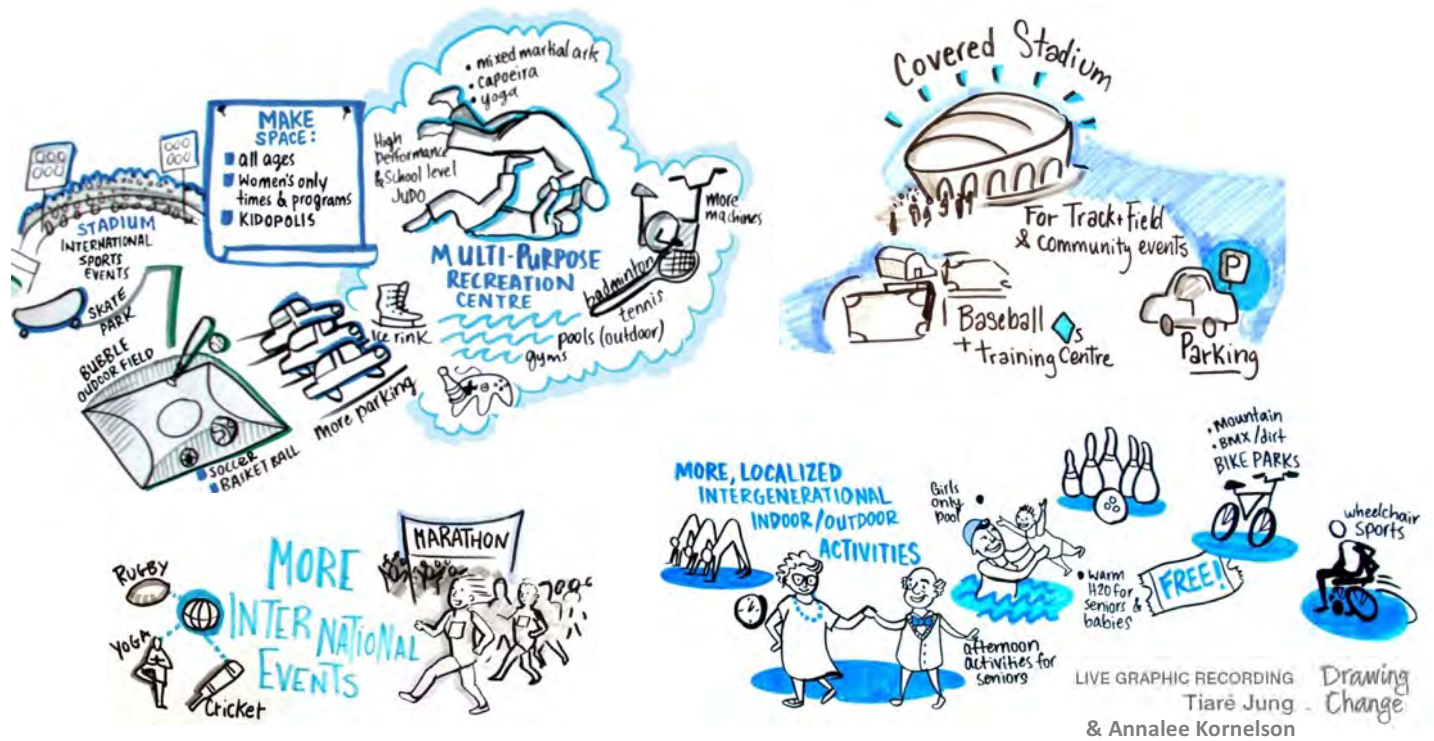 MAKE
SPACE:
all ages
Women's only
times & programs
KIDOPOLIS
STADIUM
INTERNATIONAL
SPORTS
EVENTS
SKATE
PARK
BUBBLE
OUDOOR FIELD
SOCCER
BAIKET BALL
more parking
• mixed martial arts
• capoeira
• yoga
High
performance
& School level
JUDO
MULTI-PURPOSE
RECREATION
CENTRE
more
machines
badminton
tennis
Ice rink
pools (outdoor)
gyms
Covered Stadium
For Track + Field
& community events
P
Baseball s
+ Training Centre
Parking
MORE
INTERNATIONAL
EVENTS
RUGBY
YOGA
Cricket
MARATHON
MORE, LOCALIZED
INTERGENERATIONAL
INDOOR/OUTDOOR
ACTIVITIES
Girls
only
pool
• warm
H2O for
seniors &
babies
afternoon
activities for
seniors
• Mountain
• BMX/dirt
BIKE PARKS
FREE!
wheelchair
sports
LIVE GRAPHIC RECORDING
Tiaré Jung
& Annalee Kornelson
Drawing
Change